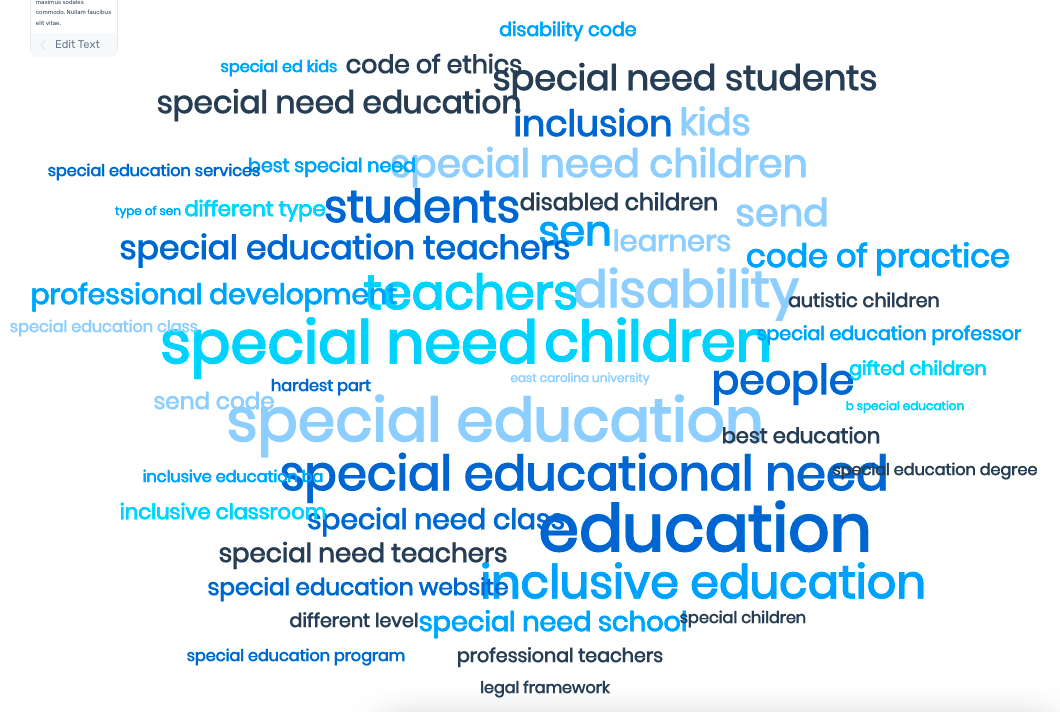 maximus sodales
commodo. Nullam faucibus
elit vitae.
Edit Text
disability code
special ed kids code of ethics
special need students
special need education
inclusion kids
special need children
best special need
special education services
disabled children
students
type of sen different type
send
sen
learners
special education teachers
code of practice
professional development
teachers
disability
autistic children
special education class
special education professor
special need children
gifted children
east carolina university
hardest part
people
send code
b special education
special education
best education
special educational need
special education degree
inclusive education ba
inclusive classroom
special need class
education
special need teachers
special education website
inclusive education
different level
special need school
special children
special education program
professional teachers
legal framework